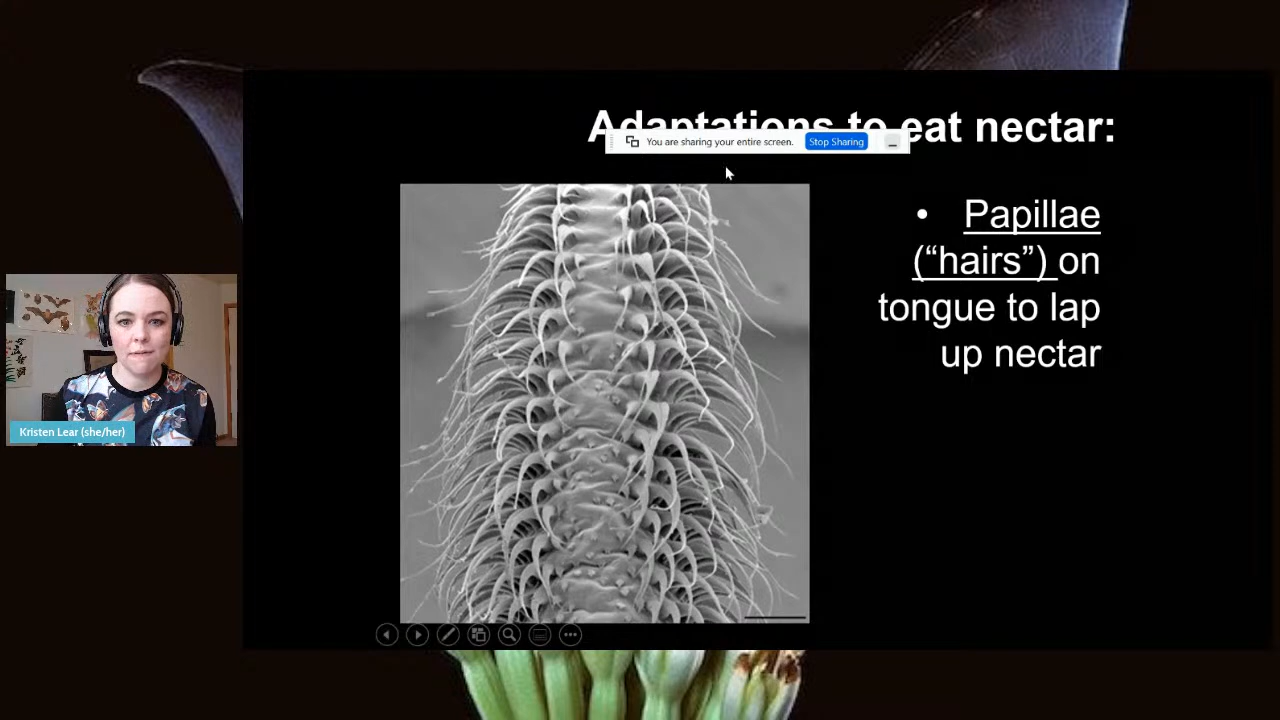 Adaptations to eat nectar:
You are sharing your entire screen. Stop Sharing
• Papillae
(“hairs”) on
tongue to lap
up nectar
Kristen Lear (she/her)